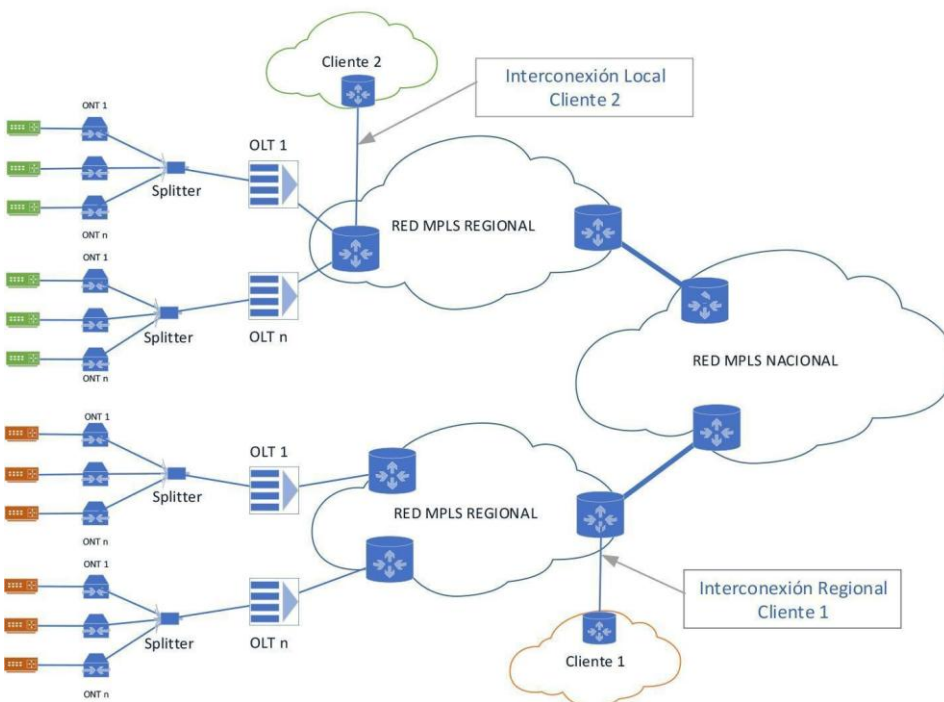 Cliente 2
Interconexión Local
Cliente 2
ONT 1
OLT 1
Splitter
ONT n
RED MPLS REGIONAL
ONT 1
Splitter
OLT n
ONT n
RED MPLS NACIONAL
ONT 1
OLT 1
Splitter
ONT n
RED MPLS REGIONAL
ONT 1
Interconexión Regional
Cliente 1
Splitter
OLT n
Cliente 1
ONT n